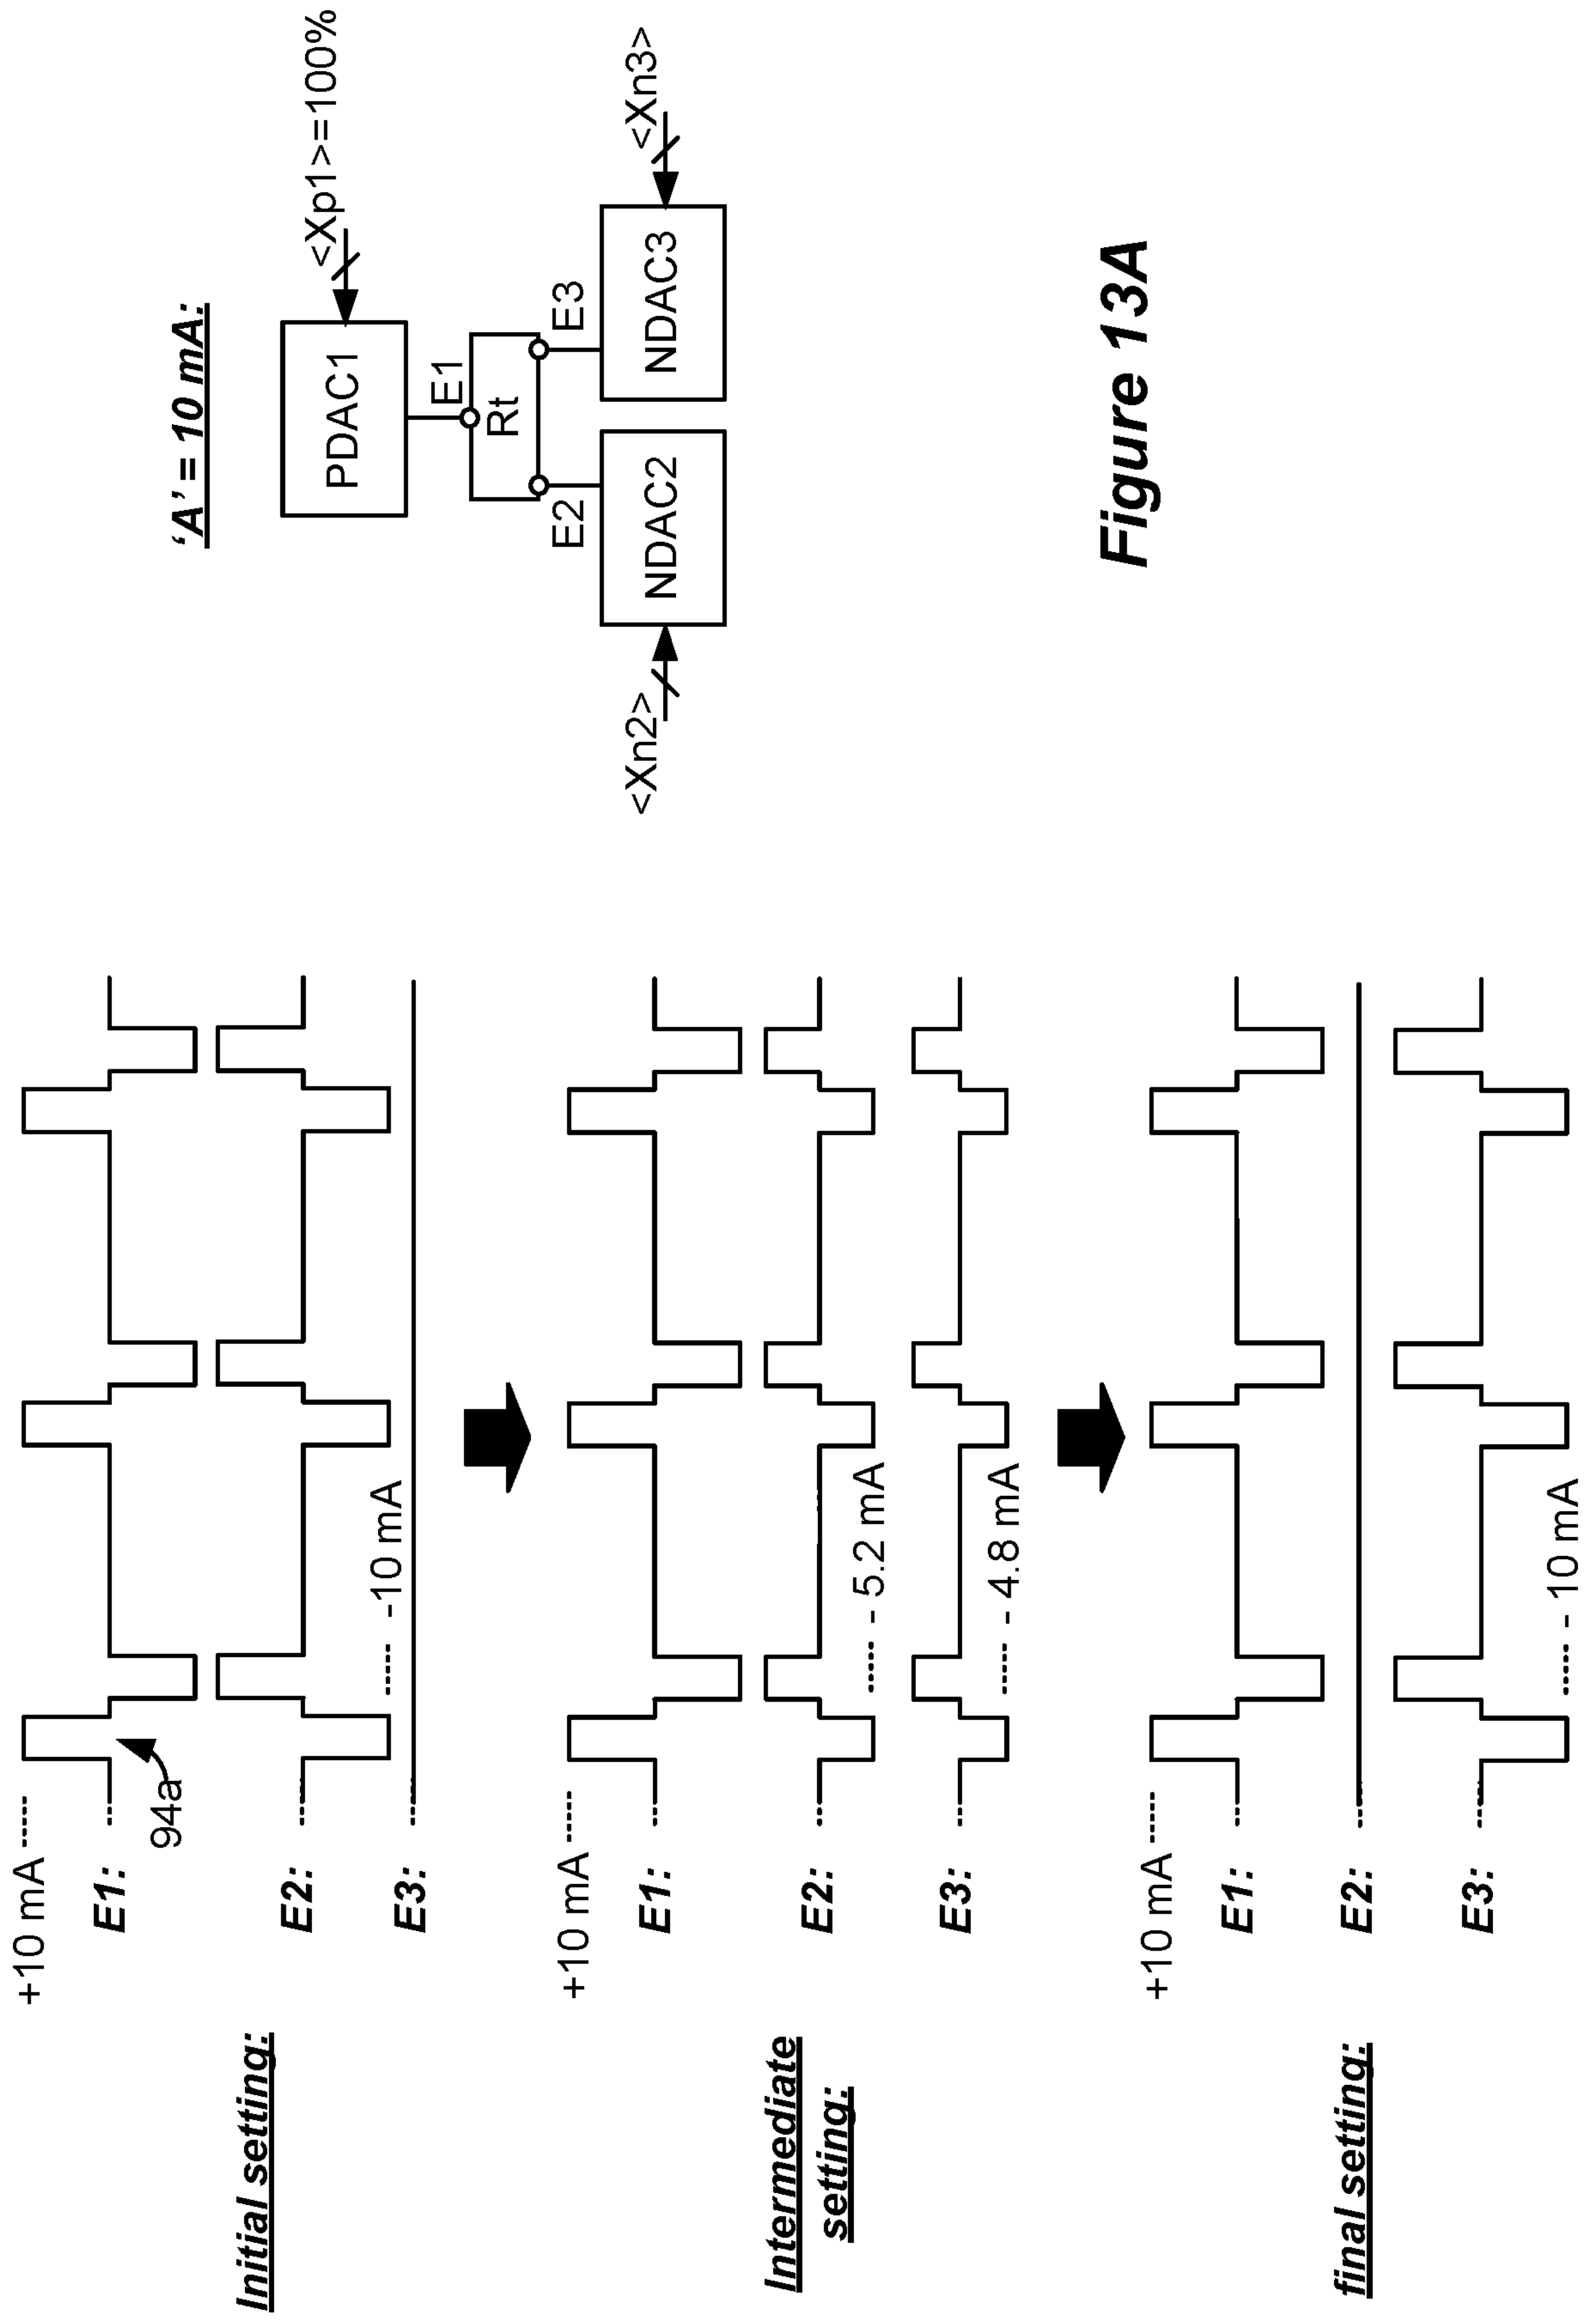 Initial setting:
+10 mA
E1:
94a
E2:
-10 mA
E3:
Intermediate
setting:
+10 mA
E1:
E2:
- 5.2 mA
E3:
- 4.8 mA
final setting:
+10 mA
E1:
E2:
E3:
- 10 mA
‘A’= 10 mA:
PDAC1
<Xp1>=100%
E1
Rt
E2
E3
NDAC2
NDAC3
<Xn2>
<Xn3>
Figure 13A